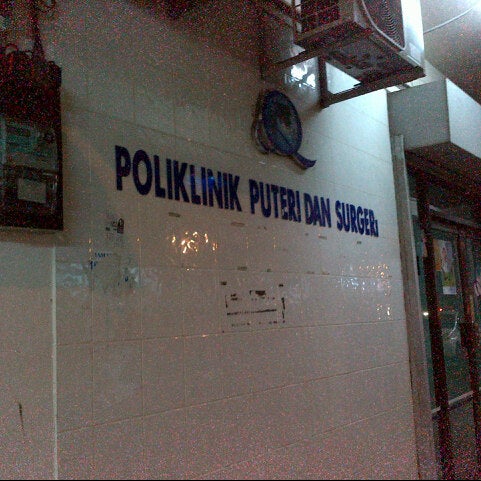 POLIKLINIK PUTERI DAN SURGERI